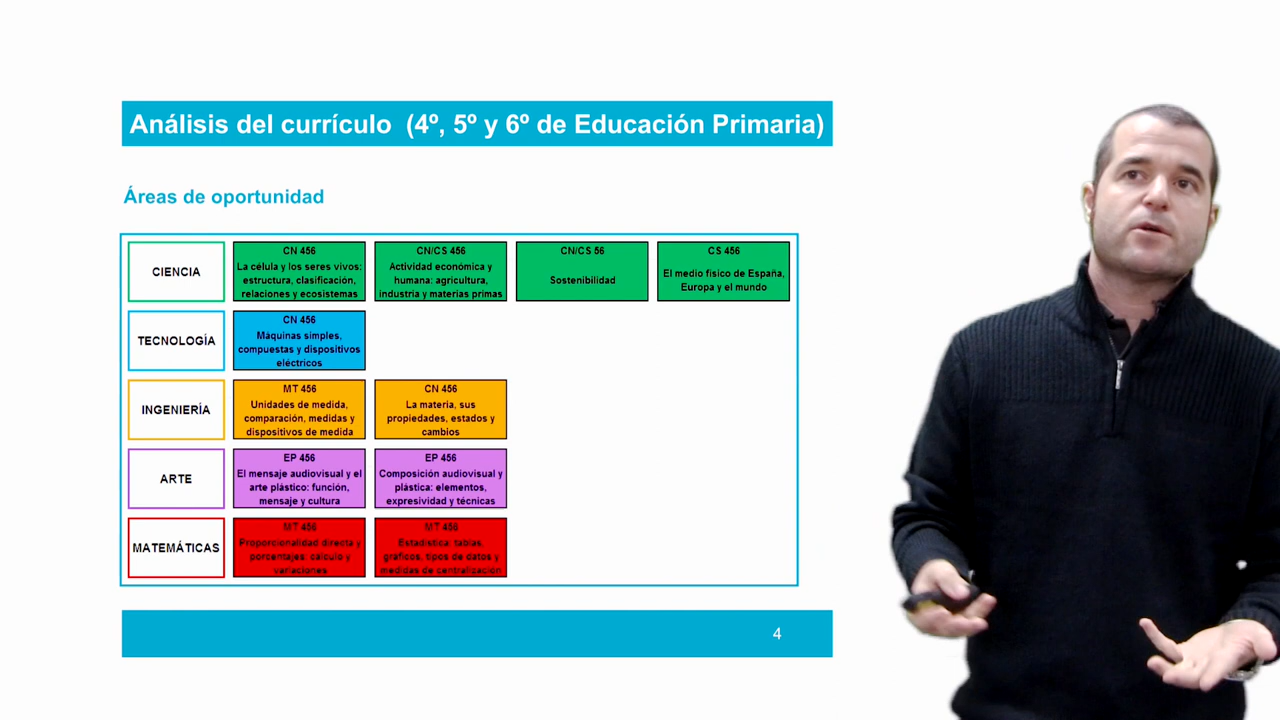 Análisis del currículo (4º, 5º y 6º de Educación Primaria)
Áreas de oportunidad
CIENCIA
CN 456
La célula y los seres vivos:
estructura, clasificación,
relaciones y ecosistemas
CN/CS 456
Actividad económica y
humana: agricultura,
industria y materias primas
CN/CS 56
Sostenibilidad
CS 456
El medio físico de España,
Europa y el mundo
TECNOLOGÍA
CN 456
Máquinas simples,
compuestas y dispositivos
eléctricos
INGENIERÍA
MT 456
Unidades de medida,
comparación, medidas y
dispositivos de medida
CN 456
La materia, sus
propiedades, estados y
cambios
ARTE
EP 456
El mensaje audiovisual y el
arte plástico: función,
mensaje y cultura
EP 456
Composición audiovisual y
plástica: elementos,
expresividad y técnicas
MATEMÁTICAS
MT 456
Proporcionalidad directa y
porcentajes: cálculo y
variaciones
MT 456
Estadística: tablas,
gráficos, tipos de datos y
medidas de centralización
4